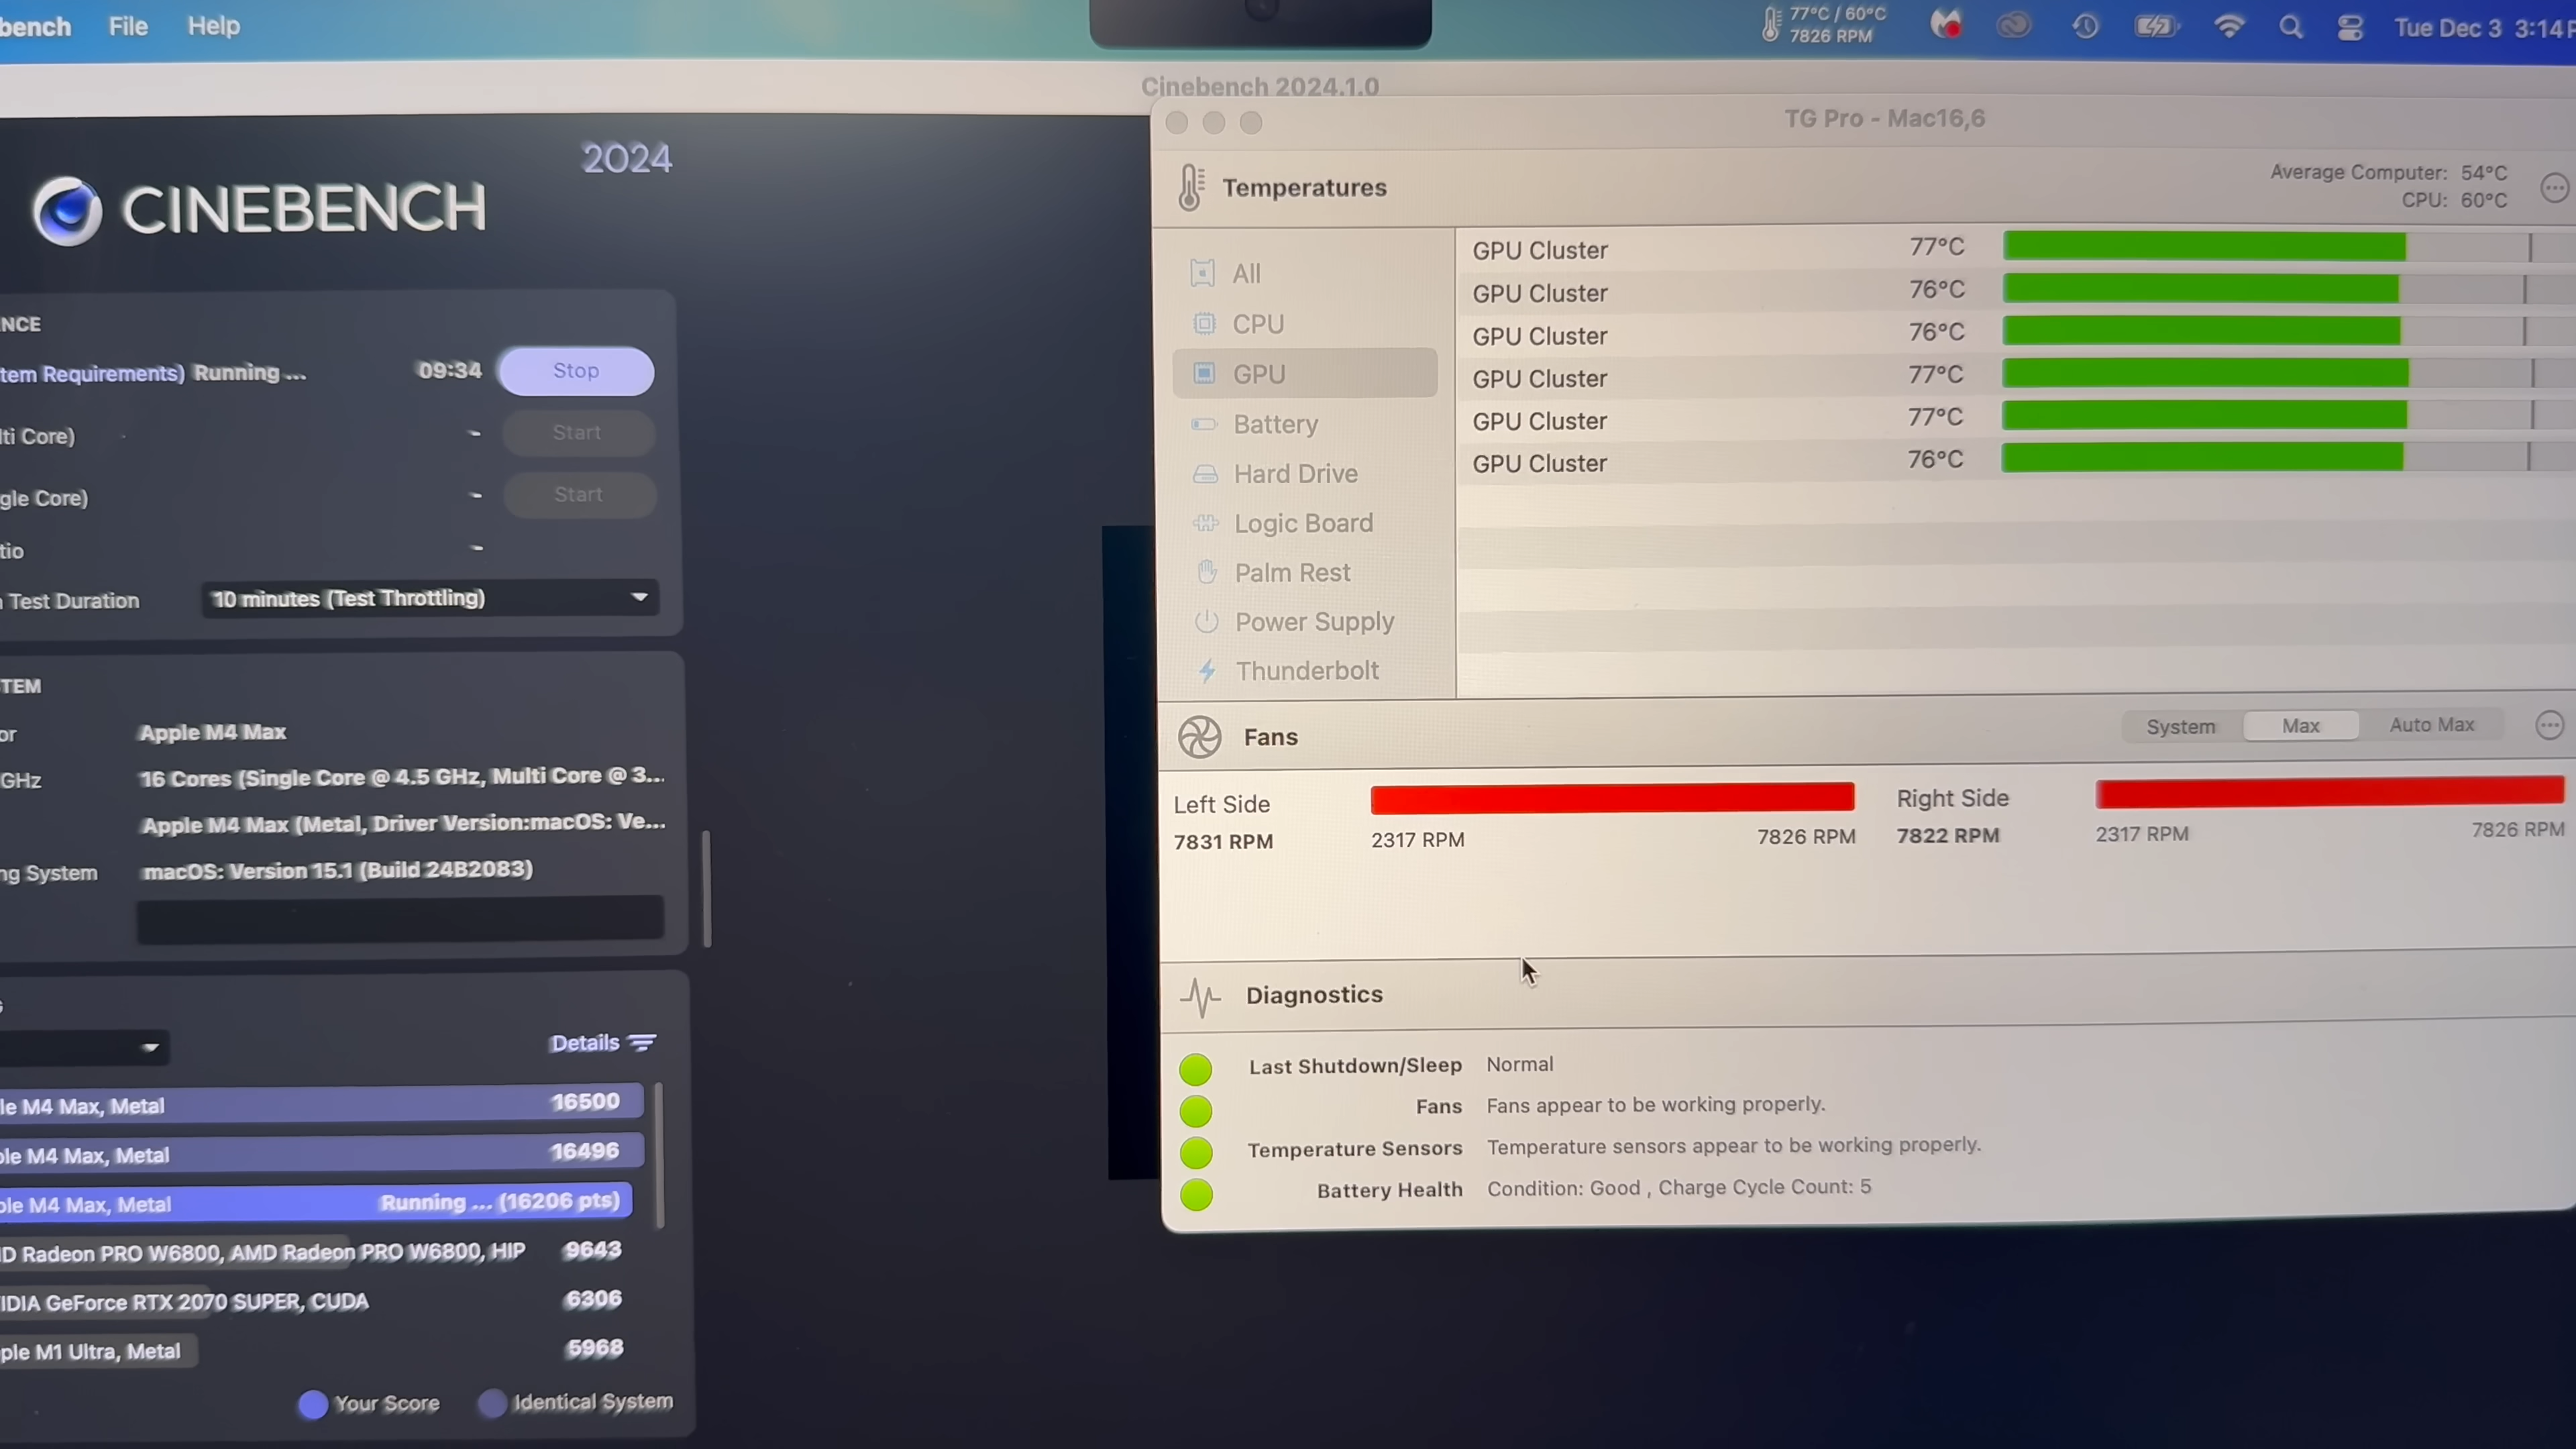 bench File Help
77°C / 60°C
7826 RPM
Tue Dec 3 3:14P
Cinebench 2024.1.0
2024
CINEBENCH
NCE
tem Requirements) Running ...
09:34
Stop
lti Core)
-
Start
gle Core)
-
Start
tio
-
Test Duration
10 minutes (Test Throttling)
TEM
or
Apple M4 Max
GHz
16 Cores (Single Core @ 4.5 GHz, Multi Core @ 3...
Apple M4 Max (Metal, Driver Version:macOS: Ve...
ng System
macOS: Version 15.1 (Build 24B2083)
Details
le M4 Max, Metal 16500
ple M4 Max, Metal 16496
ple M4 Max, Metal Running ... (16206 pts)
D Radeon PRO W6800, AMD Radeon PRO W6800, HIP 9643
IDIA GeForce RTX 2070 SUPER, CUDA 6306
ple M1 Ultra, Metal 5968
Your Score Identical System
TG Pro - Mac16,6
Temperatures
Average Computer: 54°C
CPU: 60°C
All
CPU
GPU
Battery
Hard Drive
Logic Board
Palm Rest
Power Supply
Thunderbolt
GPU Cluster 77°C
GPU Cluster 76°C
GPU Cluster 76°C
GPU Cluster 77°C
GPU Cluster 77°C
GPU Cluster 76°C
Fans
System Max Auto Max
Left Side
7831 RPM
2317 RPM 7826 RPM
Right Side
7822 RPM
2317 RPM 7826 RPM
Diagnostics
Last Shutdown/Sleep Normal
Fans Fans appear to be working properly.
Temperature Sensors Temperature sensors appear to be working properly.
Battery Health Condition: Good , Charge Cycle Count: 5